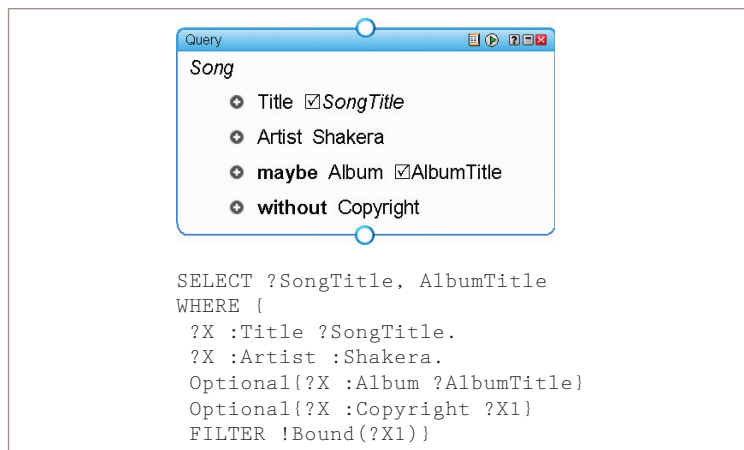 Query
Song
Title ☑SongTitle
Artist Shakera
maybe Album ☑AlbumTitle
without Copyright
SELECT ?SongTitle, AlbumTitle
WHERE {
?X :Title ?SongTitle.
?X :Artist :Shakera.
Optional{?X :Album ?AlbumTitle}
Optional{?X :Copyright ?X1}
FILTER !Bound(?X1)}